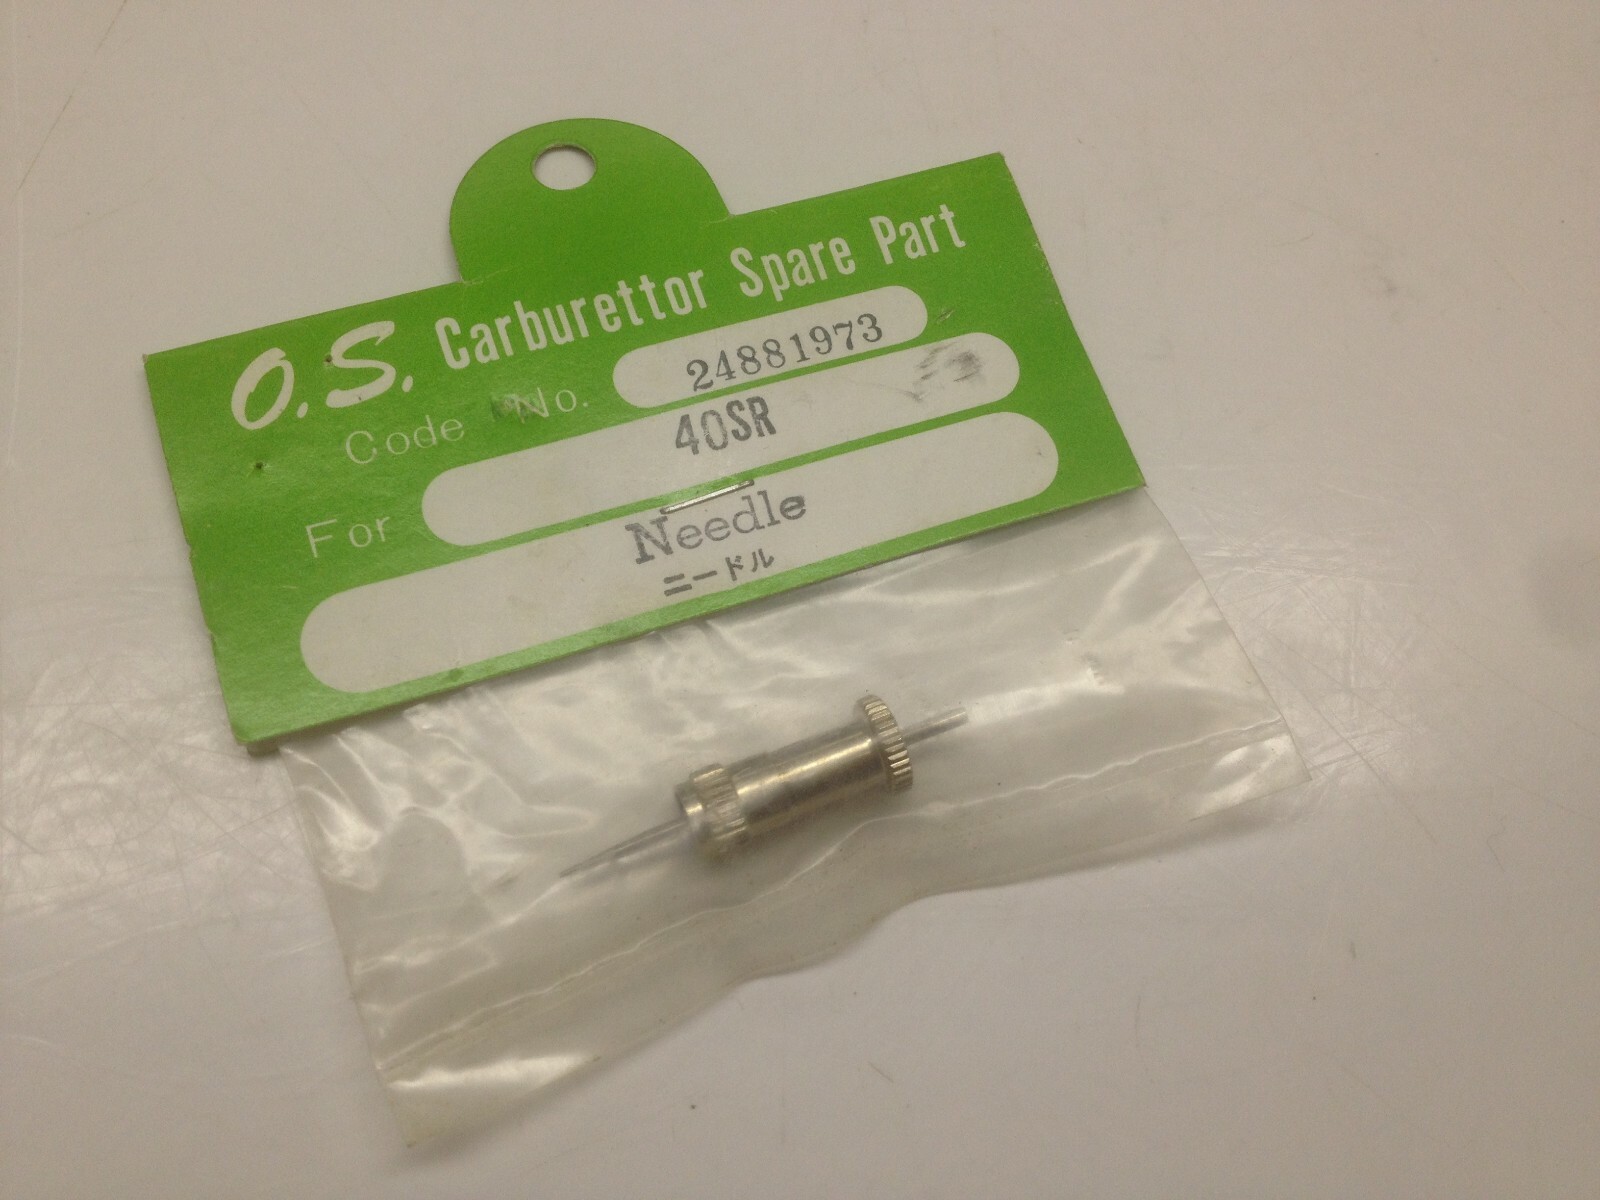 O.S. Carburettor Spare Part
Code No. 24881973
For 40SR
Needle
ニードル